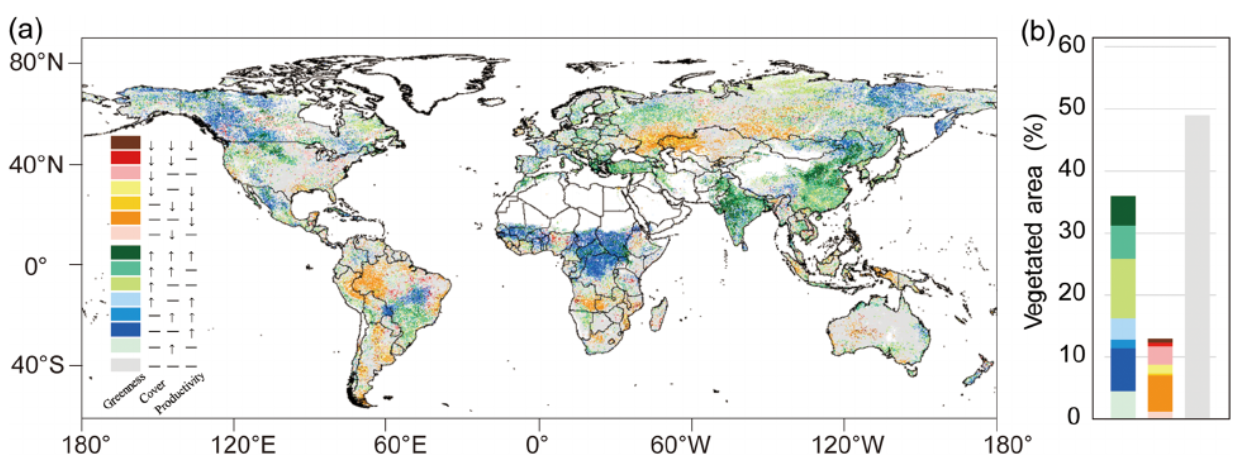 (a)
80°N
40°N
0°
40°S
↓ ↓ ↓
↓ ↓ —
↓ — —
↓ — ↓
— ↓ ↓
— — ↓
— ↓ —
↑ ↑ ↑
↑ ↑ —
↑ — —
↑ — ↑
— ↑ ↑
— — ↑
— ↑ —
— — —
Greenness
Cover
Productivity
180° 120°E 60°E 0° 60°W 120°W 180°
(b)
Vegetated area (%)
60
50
40
30
20
10
0